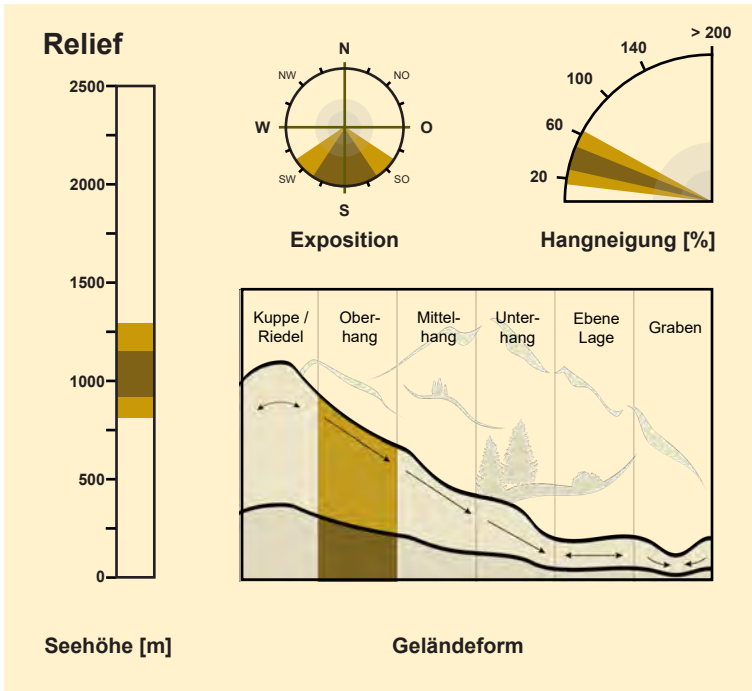 Relief
2500
2000
1500
1000
500
0
Seehöhe [m]
N
NW
NO
W
O
SW
SO
S
Exposition
> 200
140
100
60
20
Hangneigung [%]
Kuppe /
Riedel
Ober-
hang
Mittel-
hang
Unter-
hang
Ebene
Lage
Graben
Geländeform